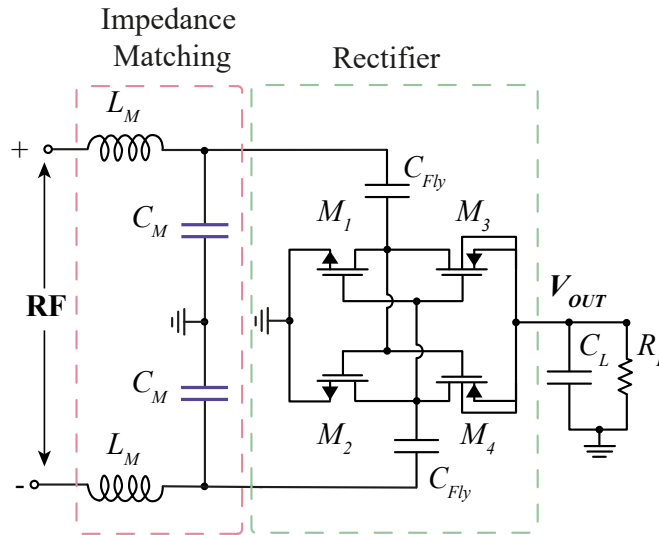 Impedance
Matching
Rectifier
L_M
+
C_Fly
C_M
M_1
M_3
RF
V_OUT
C_L
C_M
M_2
M_4
L_M
-
C_Fly